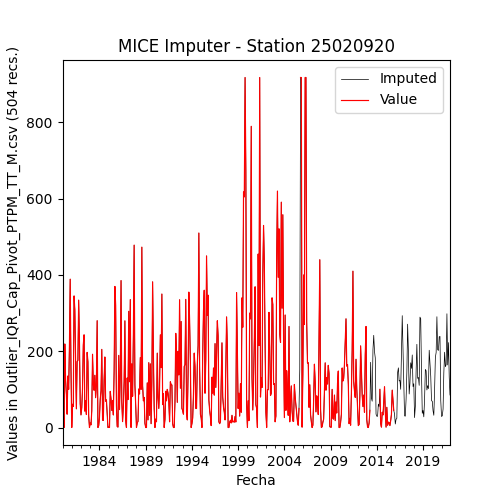 MICE Imputer - Station 25020920
Imputed
Value
Values in Outlier_IQR_Cap_Pivot_PTPM_TT_M.csv (504 recs.)
800
600
400
200
0
1984 1989 1994 1999 2004 2009 2014 2019
Fecha